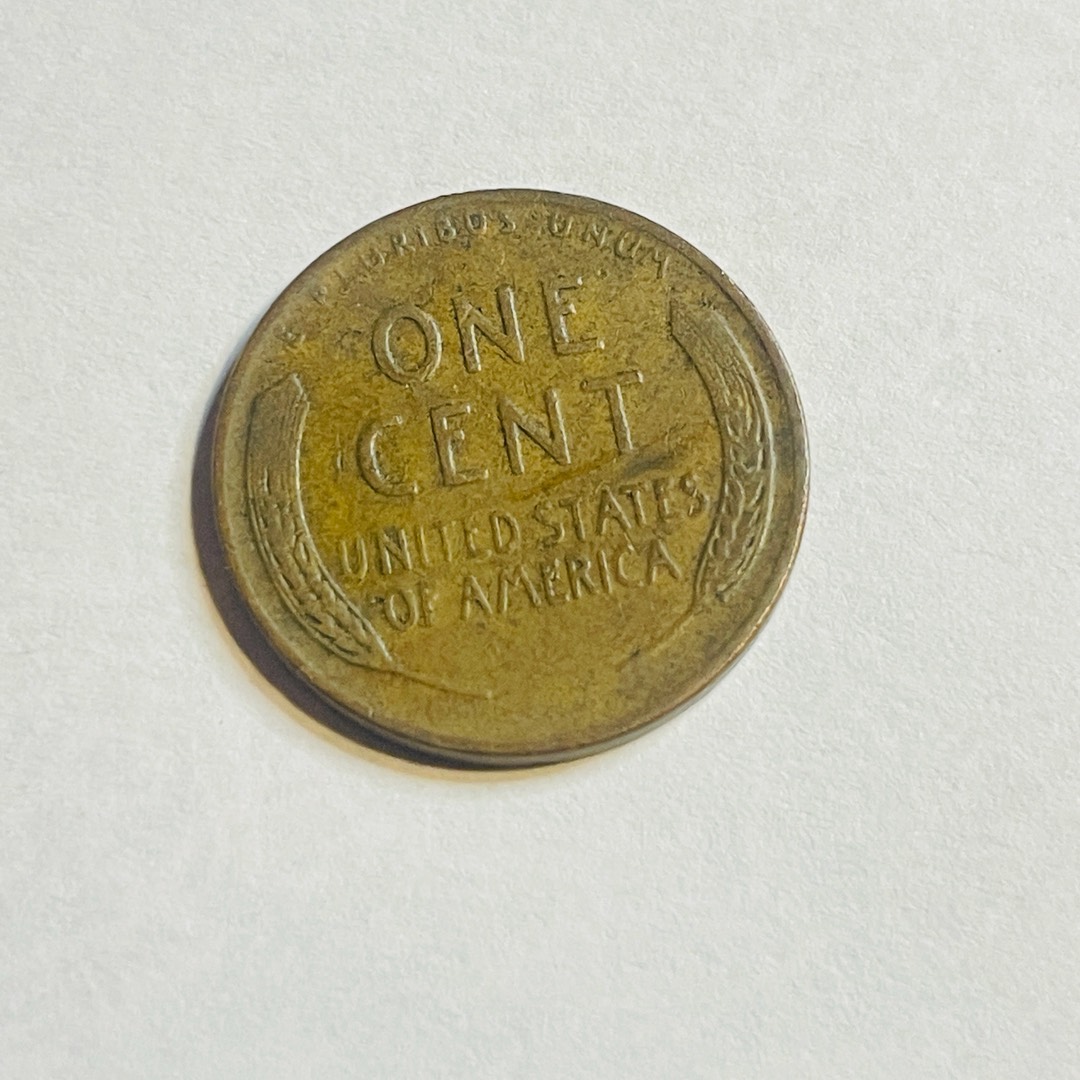 E PLURIBUS UNUM
ONE
CENT
UNITED STATES
OF AMERICA